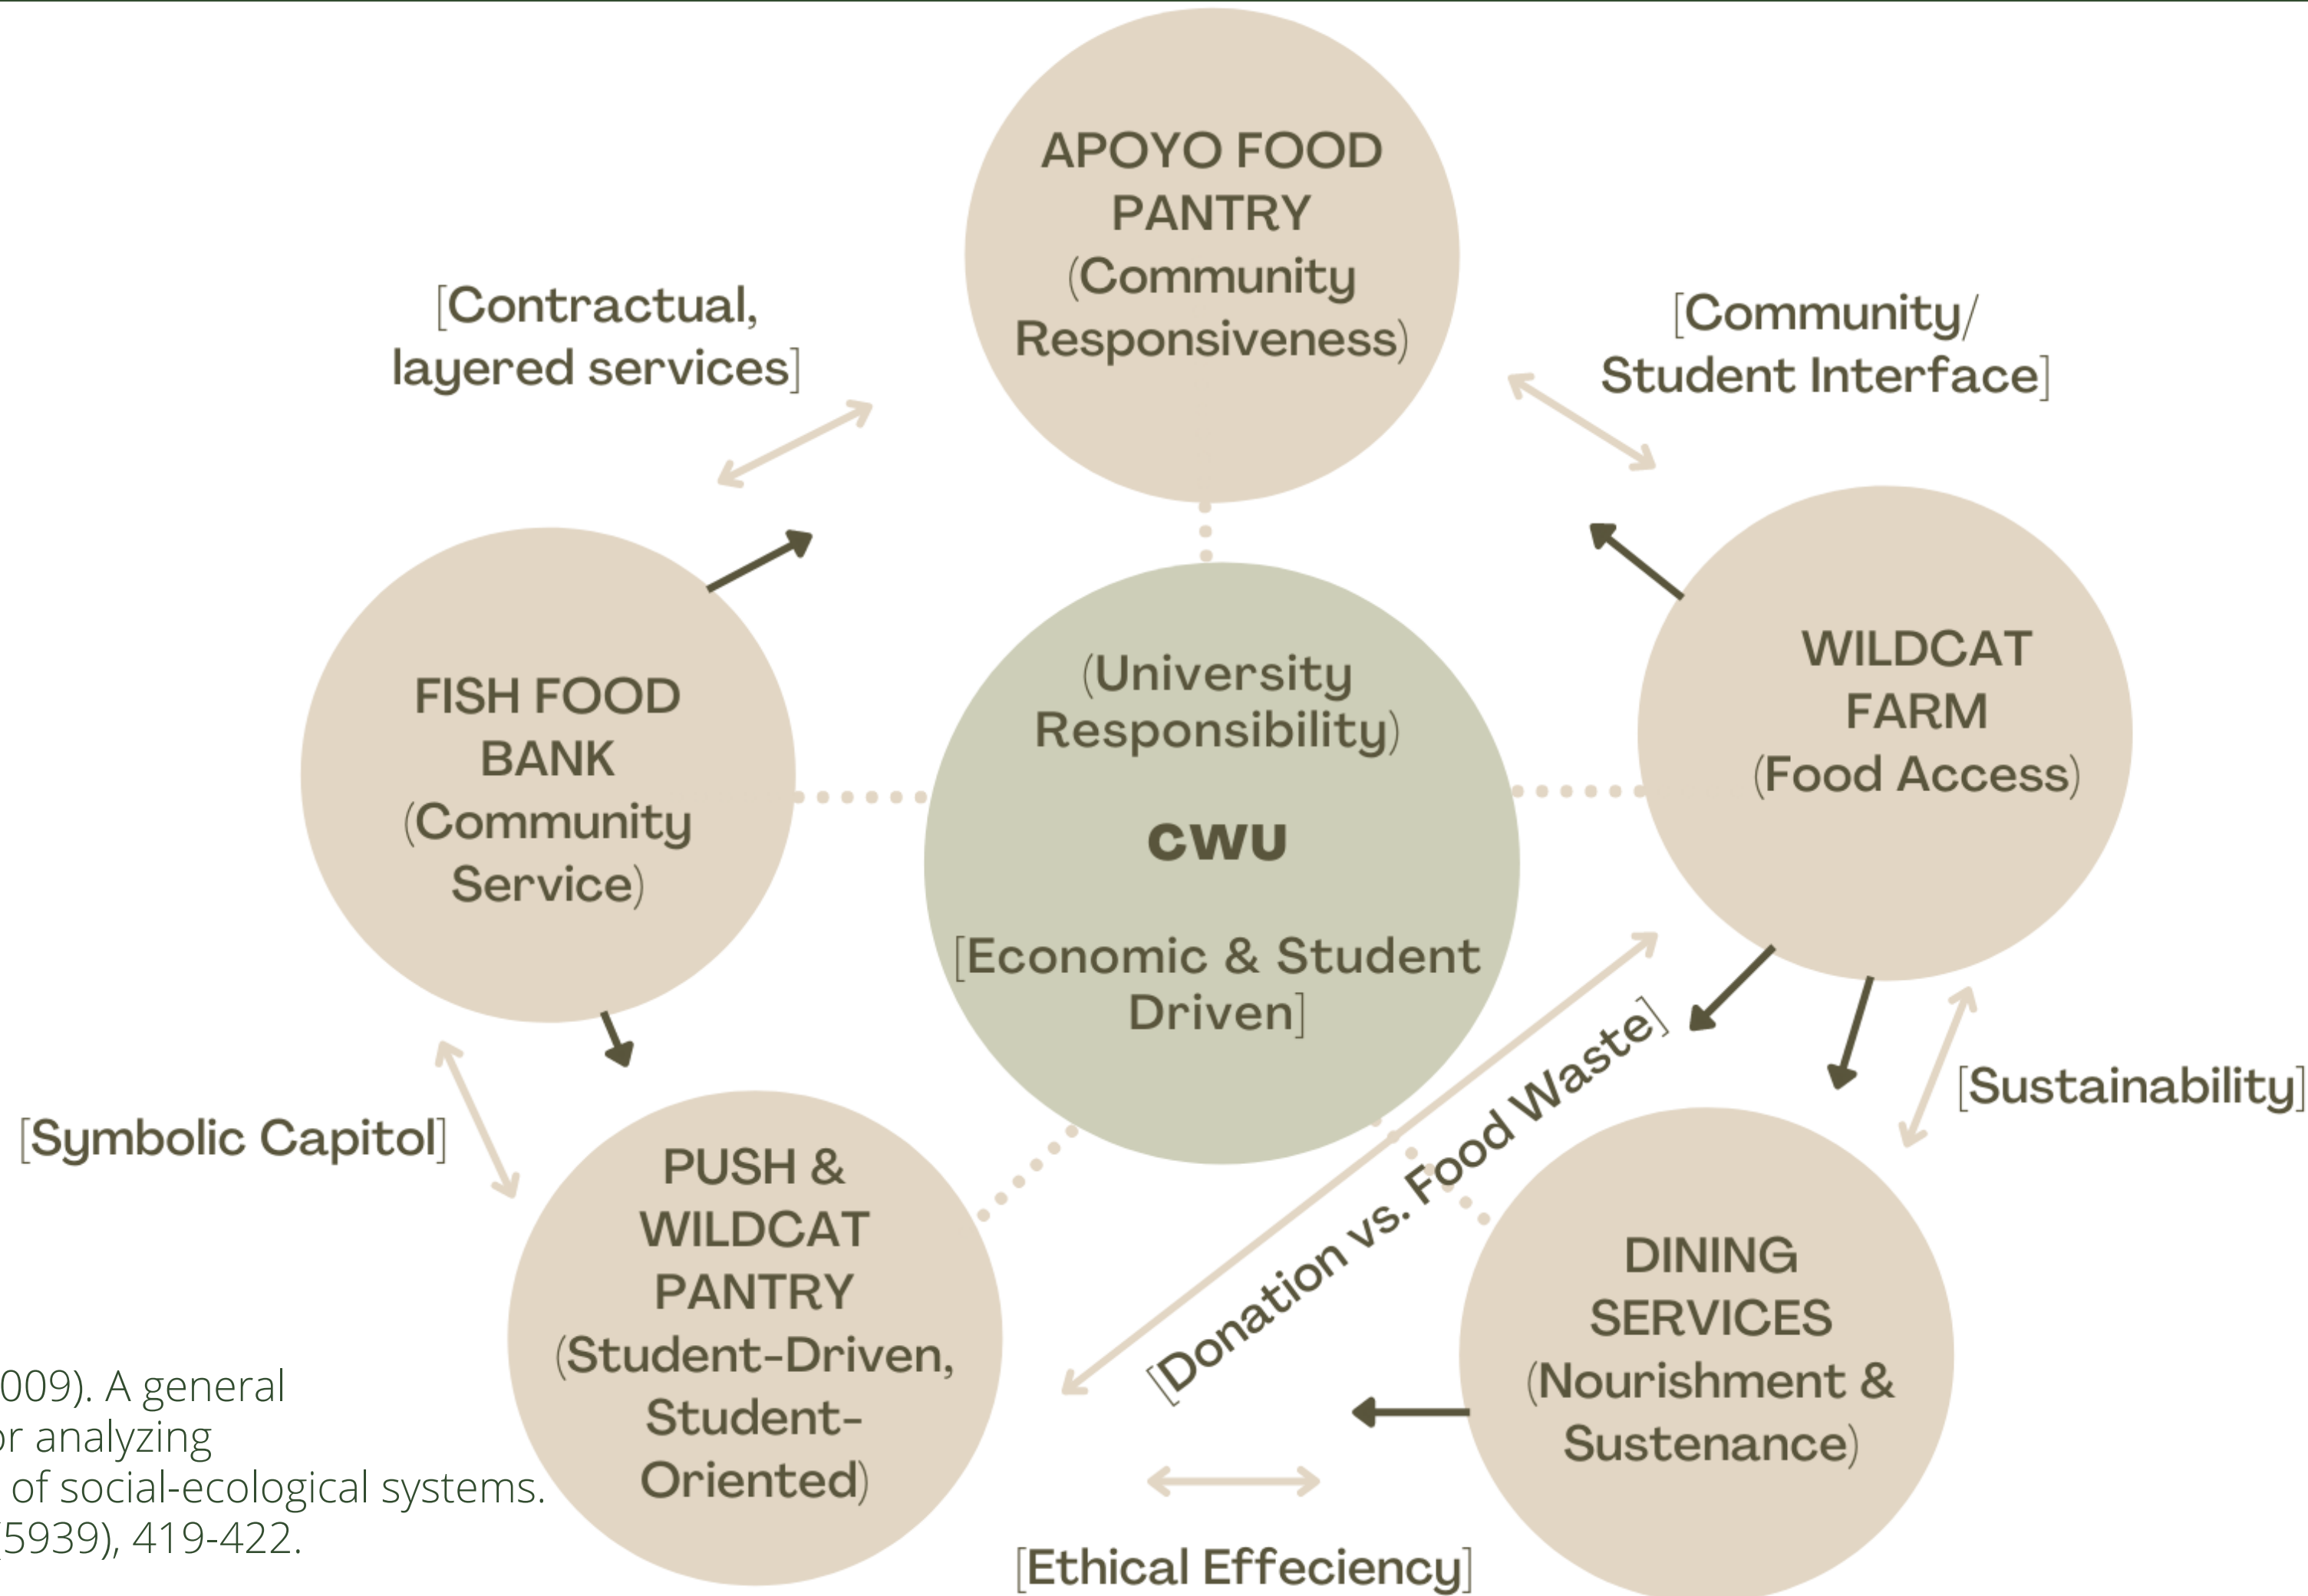 APOYO FOOD
PANTRY
(Community
Responsiveness)
[Contractual,
layered services]
[Community/
Student Interface]
FISH FOOD
BANK
(Community
Service)
(University
Responsibility)
CWU
[Economic & Student
Driven]
WILDCAT
FARM
(Food Access)
[Symbolic Capitol]
[Donation vs. Food Waste]
[Sustainability]
PUSH &
WILDCAT
PANTRY
(Student-Driven,
Student-
Oriented)
DINING
SERVICES
(Nourishment &
Sustenance)
[Ethical Effeciency]
009). A general
or analyzing
of social-ecological systems.
(5939), 419-422.